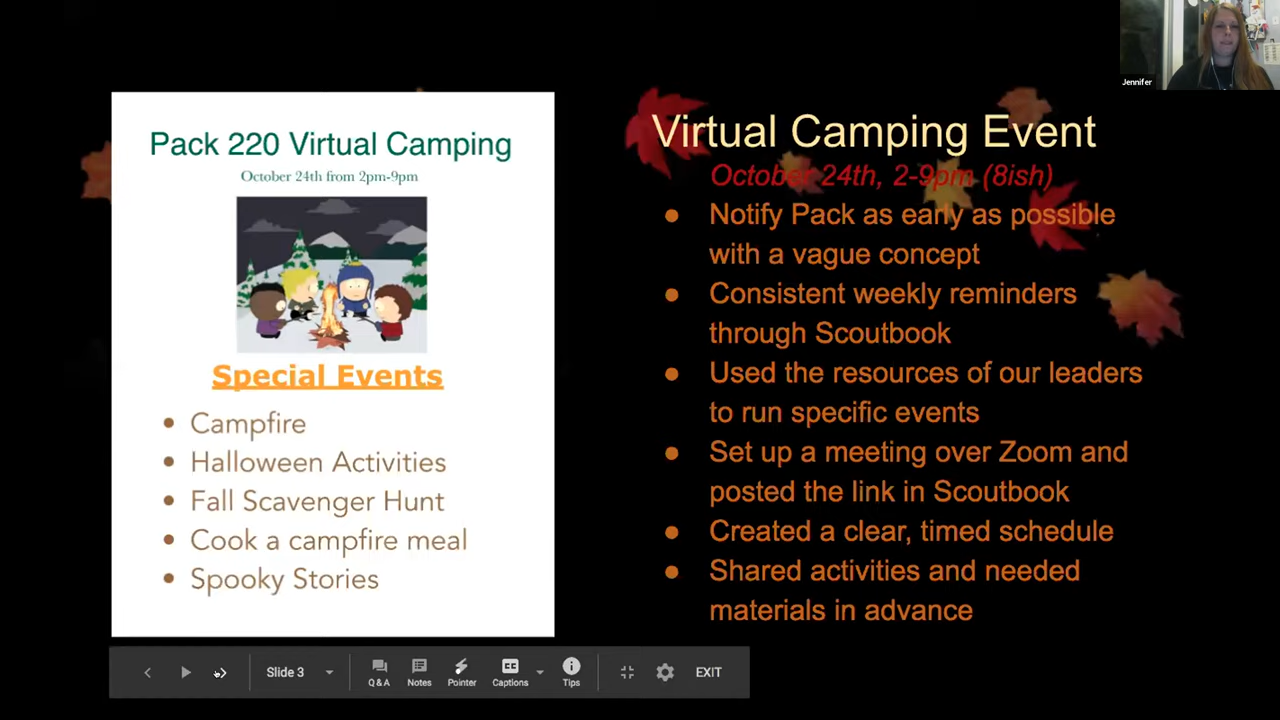 Jennifer
Pack 220 Virtual Camping
October 24th from 2pm-9pm
Special Events
• Campfire
• Halloween Activities
• Fall Scavenger Hunt
• Cook a campfire meal
• Spooky Stories
Virtual Camping Event
October 24th, 2-9pm (8ish)
● Notify Pack as early as possible
with a vague concept
● Consistent weekly reminders
through Scoutbook
● Used the resources of our leaders
to run specific events
● Set up a meeting over Zoom and
posted the link in Scoutbook
● Created a clear, timed schedule
● Shared activities and needed
materials in advance
Slide 3
Q&A
Notes
Pointer
CC
Captions
Tips
EXIT